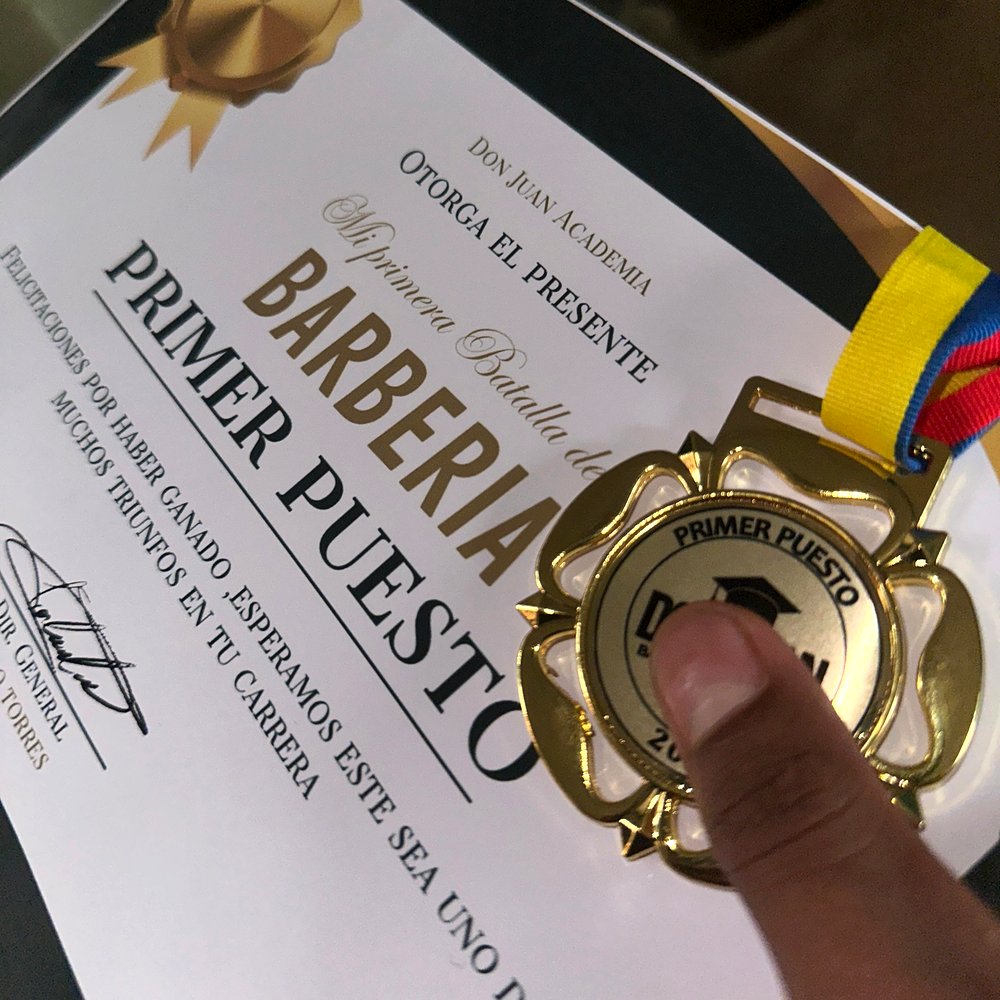 DON JUAN ACADEMIA
OTORGA EL PRESENTE
Mi primera Batalla de
BARBERIA
PRIMER PUESTO
FELICITACIONES POR HABER GANADO ,ESPERAMOS ESTE SEA UNO D
MUCHOS TRIUNFOS EN TU CARRERA
DIR. GENERAL
TORRES
PRIMER PUESTO